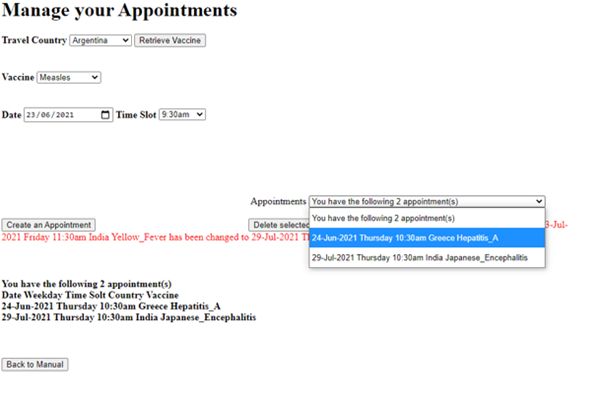 Manage your Appointments
Travel Country Argentina Retrieve Vaccine
Vaccine Measles
Date 23/06/2021 Time Slot 9:30am
Appointments You have the following 2 appointment(s)
You have the following 2 appointment(s)
24-Jun-2021 Thursday 10:30am Greece Hepatitis_A
29-Jul-2021 Thursday 10:30am India Japanese_Encephalitis
Create an Appointment Delete selected 3-Jul-
2021 Friday 11:30am India Yellow_Fever has been changed to 29-Jul-2021
You have the following 2 appointment(s)
Date Weekday Time Solt Country Vaccine
24-Jun-2021 Thursday 10:30am Greece Hepatitis_A
29-Jul-2021 Thursday 10:30am India Japanese_Encephalitis
Back to Manual